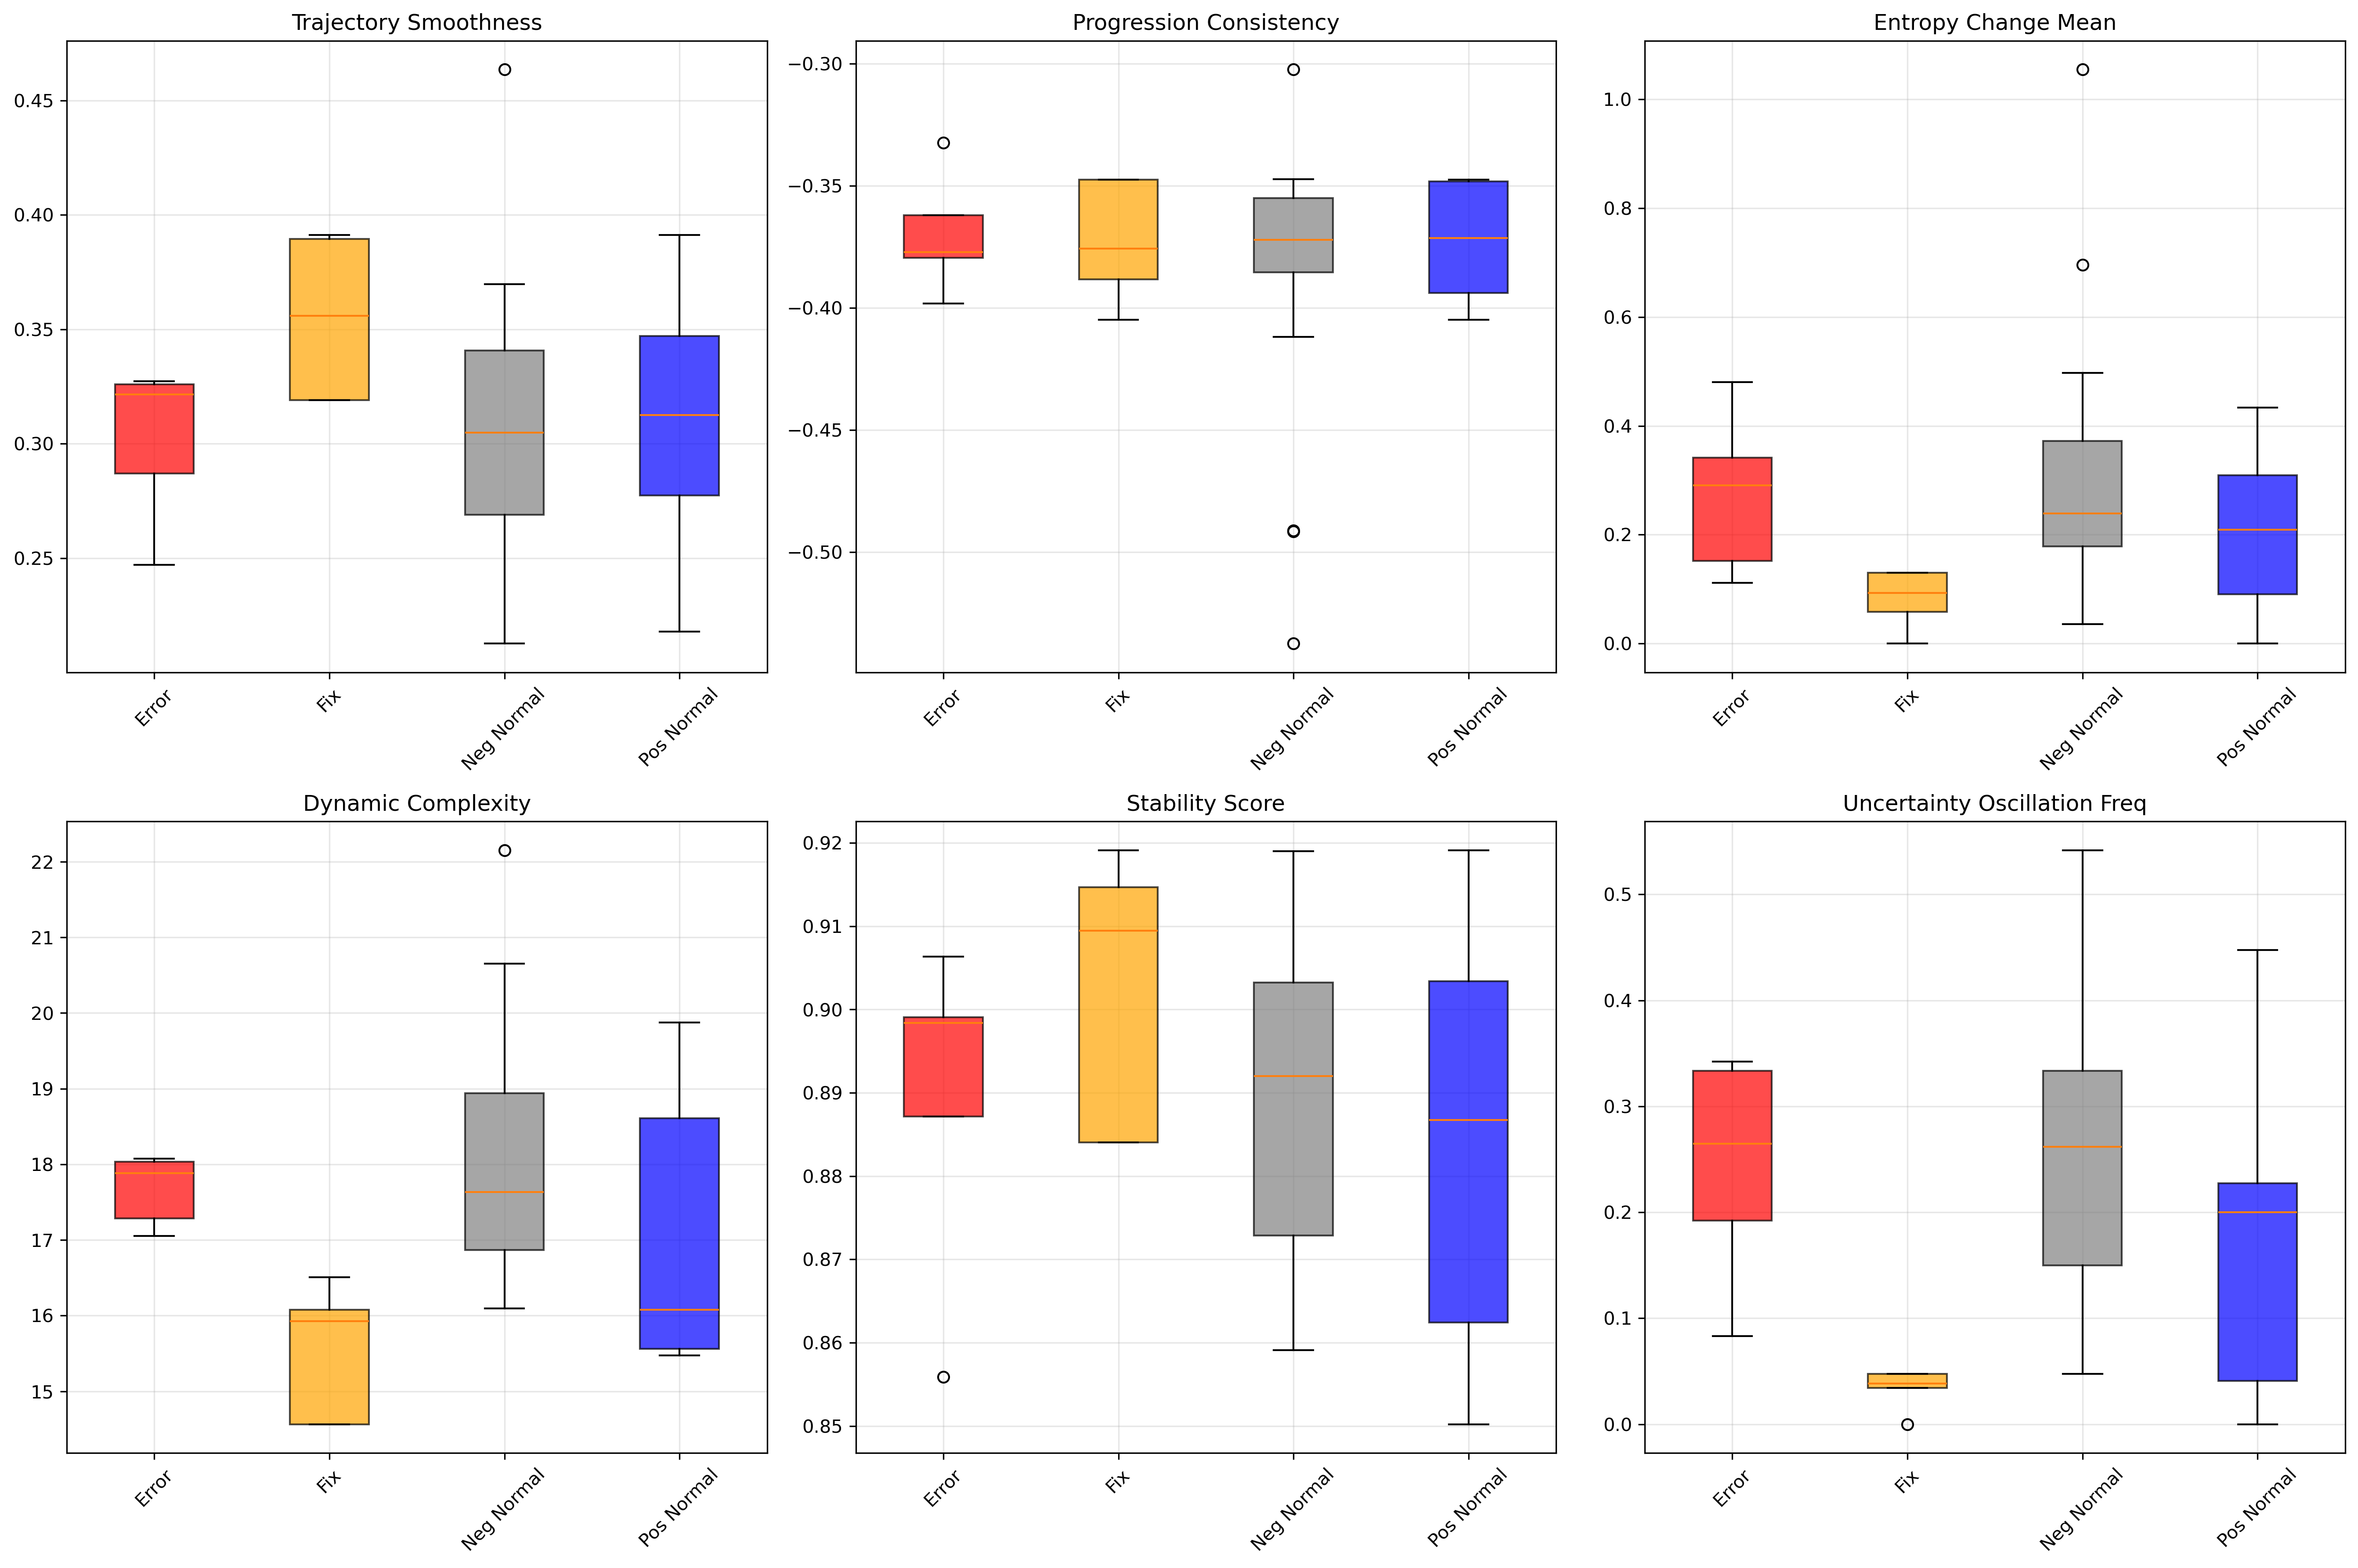 Trajectory Smoothness
0.45
0.40
0.35
0.30
0.25
Error
Fix
Neg Normal
Pos Normal
Progression Consistency
−0.30
−0.35
−0.40
−0.45
−0.50
Error
Fix
Neg Normal
Pos Normal
Entropy Change Mean
1.0
0.8
0.6
0.4
0.2
0.0
Error
Fix
Neg Normal
Pos Normal
Dynamic Complexity
22
21
20
19
18
17
16
15
Error
Fix
Neg Normal
Pos Normal
Stability Score
0.92
0.91
0.90
0.89
0.88
0.87
0.86
0.85
Error
Fix
Neg Normal
Pos Normal
Uncertainty Oscillation Freq
0.5
0.4
0.3
0.2
0.1
0.0
Error
Fix
Neg Normal
Pos Normal